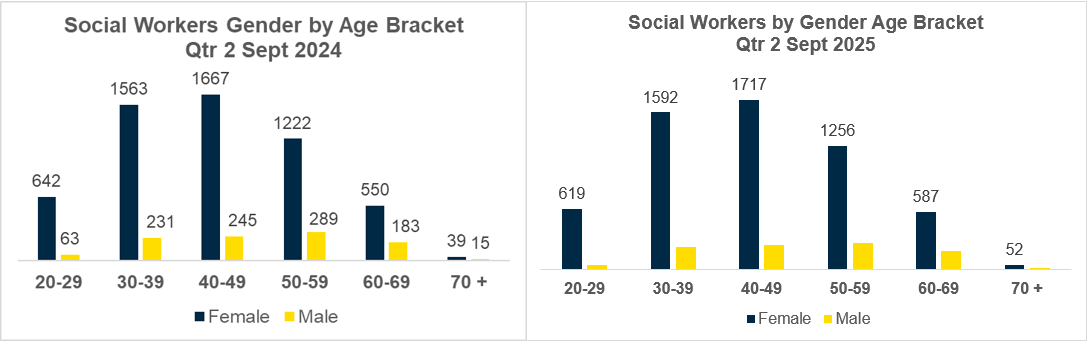 Social Workers Gender by Age Bracket
Qtr 2 Sept 2024
1563
1667
1222
642
550
231
245
289
183
63
39 15
20-29 30-39 40-49 50-59 60-69 70 +
Female Male
Social Workers by Gender Age Bracket
Qtr 2 Sept 2025
1592
1717
1256
619
587
52
20-29 30-39 40-49 50-59 60-69 70 +
Female Male